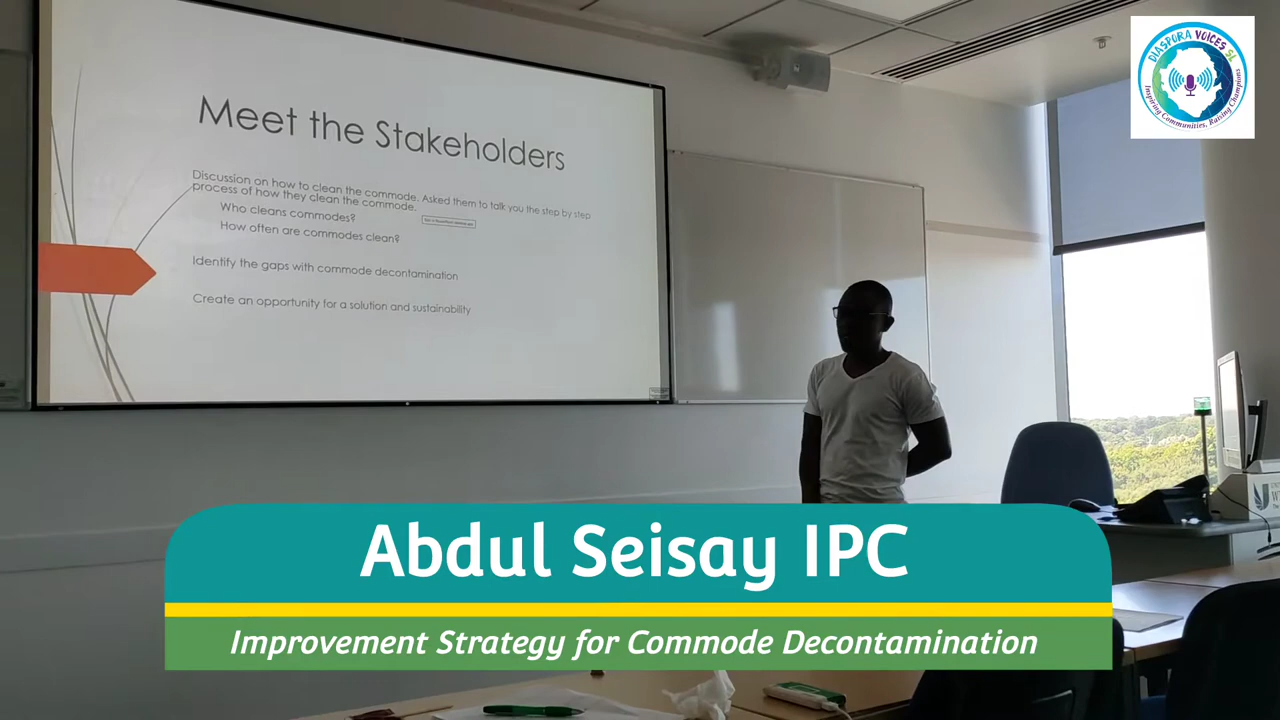 Meet the Stakeholders
Discussion on how to clean the commode. Asked them to talk you the step by step
process of how they clean the commode.
Who cleans commodes?
How often are commodes clean?
Identify the gaps with commode decontamination
Create an opportunity for a solution and sustainability
DIASPORA VOICES SL
Inspiring Communities, Raising Champions
Abdul Seisay IPC
Improvement Strategy for Commode Decontamination